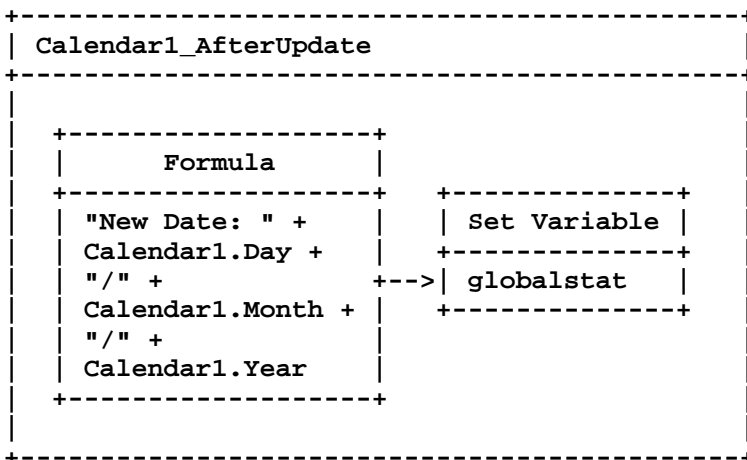 Calendar1_AfterUpdate
Formula
"New Date: " +
Calendar1.Day +
"/" +
Calendar1.Month +
"/" +
Calendar1.Year
Set Variable
globalstat